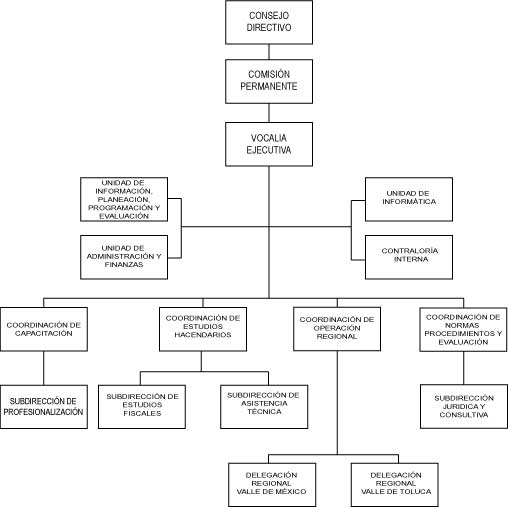 CONSEJO
DIRECTIVO
COMISIÓN
PERMANENTE
VOCALIA
EJECUTIVA
UNIDAD DE
INFORMACIÓN,
PLANEACIÓN,
PROGRAMACIÓN Y
EVALUACIÓN
UNIDAD DE
INFORMÁTICA
UNIDAD DE
ADMINISTRACIÓN Y
FINANZAS
CONTRALORÍA
INTERNA
COORDINACIÓN DE
CAPACITACIÓN
COORDINACIÓN DE
ESTUDIOS
HACENDARIOS
COORDINACIÓN DE
OPERACIÓN
REGIONAL
COORDINACIÓN DE
NORMAS
PROCEDIMIENTOS Y
EVALUACIÓN
SUBDIRECCIÓN DE
PROFESIONALIZACIÓN
SUBDIRECCIÓN DE
ESTUDIOS
FISCALES
SUBDIRECCIÓN DE
ASISTENCIA
TÉCNICA
SUBDIRECCIÓN
JURIDICA Y
CONSULTIVA
DELEGACIÓN
REGIONAL
VALLE DE MÉXICO
DELEGACIÓN
REGIONAL
VALLE DE TOLUCA